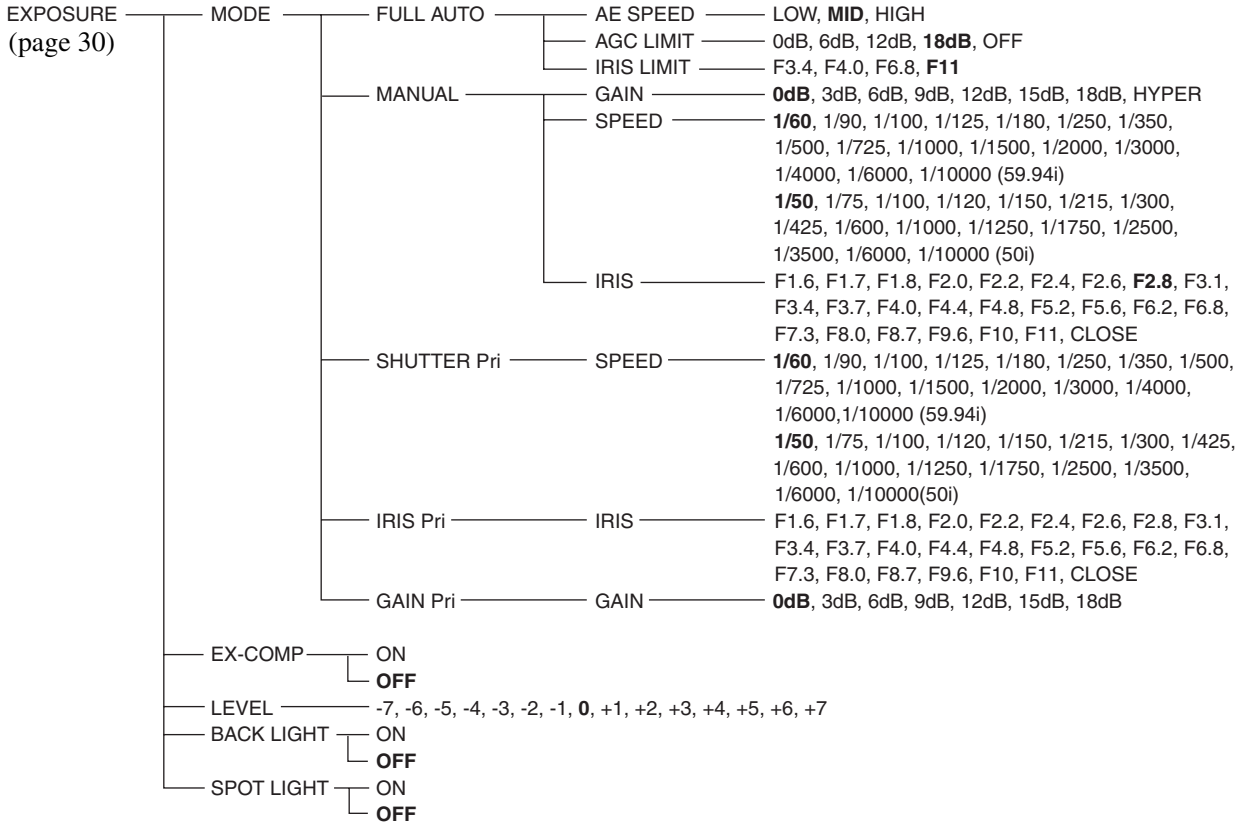 EXPOSURE MODE FULL AUTO AE SPEED LOW, MID, HIGH
(page 30) AGC LIMIT 0dB, 6dB, 12dB, 18dB, OFF
IRIS LIMIT F3.4, F4.0, F6.8, F11
MANUAL GAIN 0dB, 3dB, 6dB, 9dB, 12dB, 15dB, 18dB, HYPER
SPEED 1/60, 1/90, 1/100, 1/125, 1/180, 1/250, 1/350,
1/500, 1/725, 1/1000, 1/1500, 1/2000, 1/3000,
1/4000, 1/6000, 1/10000 (59.94i)
1/50, 1/75, 1/100, 1/120, 1/150, 1/215, 1/300,
1/425, 1/600, 1/1000, 1/1250, 1/1750, 1/2500,
1/3500, 1/6000, 1/10000 (50i)
IRIS F1.6, F1.7, F1.8, F2.0, F2.2, F2.4, F2.6, F2.8, F3.1,
F3.4, F3.7, F4.0, F4.4, F4.8, F5.2, F5.6, F6.2, F6.8,
F7.3, F8.0, F8.7, F9.6, F10, F11, CLOSE
SHUTTER Pri SPEED 1/60, 1/90, 1/100, 1/125, 1/180, 1/250, 1/350, 1/500,
1/725, 1/1000, 1/1500, 1/2000, 1/3000, 1/4000,
1/6000,1/10000 (59.94i)
1/50, 1/75, 1/100, 1/120, 1/150, 1/215, 1/300, 1/425,
1/600, 1/1000, 1/1250, 1/1750, 1/2500, 1/3500,
1/6000, 1/10000(50i)
IRIS Pri IRIS F1.6, F1.7, F1.8, F2.0, F2.2, F2.4, F2.6, F2.8, F3.1,
F3.4, F3.7, F4.0, F4.4, F4.8, F5.2, F5.6, F6.2, F6.8,
F7.3, F8.0, F8.7, F9.6, F10, F11, CLOSE
GAIN Pri GAIN 0dB, 3dB, 6dB, 9dB, 12dB, 15dB, 18dB
EX-COMP ON
OFF
LEVEL -7, -6, -5, -4, -3, -2, -1, 0, +1, +2, +3, +4, +5, +6, +7
BACK LIGHT ON
OFF
SPOT LIGHT ON
OFF